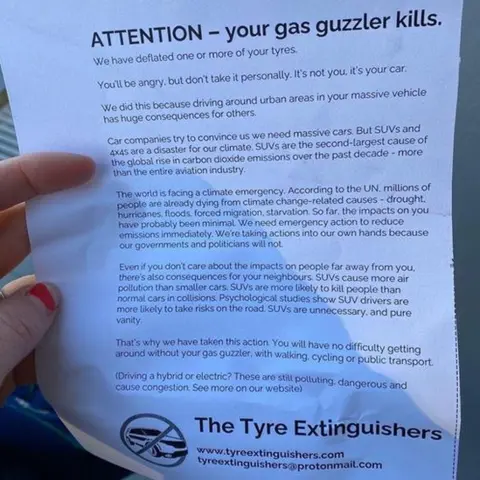 ATTENTION – your gas guzzler kills.
We have deflated one or more of your tyres.
You'll be angry, but don't take it personally. It's not you, it's your car.
We did this because driving around urban areas in your massive vehicle
has huge consequences for others.
Car companies try to convince us we need massive cars. But SUVs and
4x4s are a disaster for our climate. SUVs are the second-largest cause of
the global rise in carbon dioxide emissions over the past decade - more
than the entire aviation industry.
The world is facing a climate emergency. According to the UN, millions of
people are already dying from climate change-related causes - drought,
hurricanes, floods, forced migration, starvation. So far, the impacts on you
have probably been minimal. We need emergency action to reduce
emissions immediately. We're taking actions into our own hands because
our governments and politicians will not.
Even if you don't care about the impacts on people far away from you,
there's also consequences for your neighbours. SUVs cause more air
pollution than smaller cars. SUVs are more likely to kill people than
normal cars in collisions. Psychological studies show SUV drivers are
more likely to take risks on the road. SUVs are unnecessary, and pure
vanity.
That's why we have taken this action. You will have no difficulty getting
around without your gas guzzler, with walking, cycling or public transport.
(Driving a hybrid or electric? These are still polluting, dangerous and
cause congestion. See more on our website)
The Tyre Extinguishers
www.tyreextinguishers.com
tyreextinguishers@protonmail.com